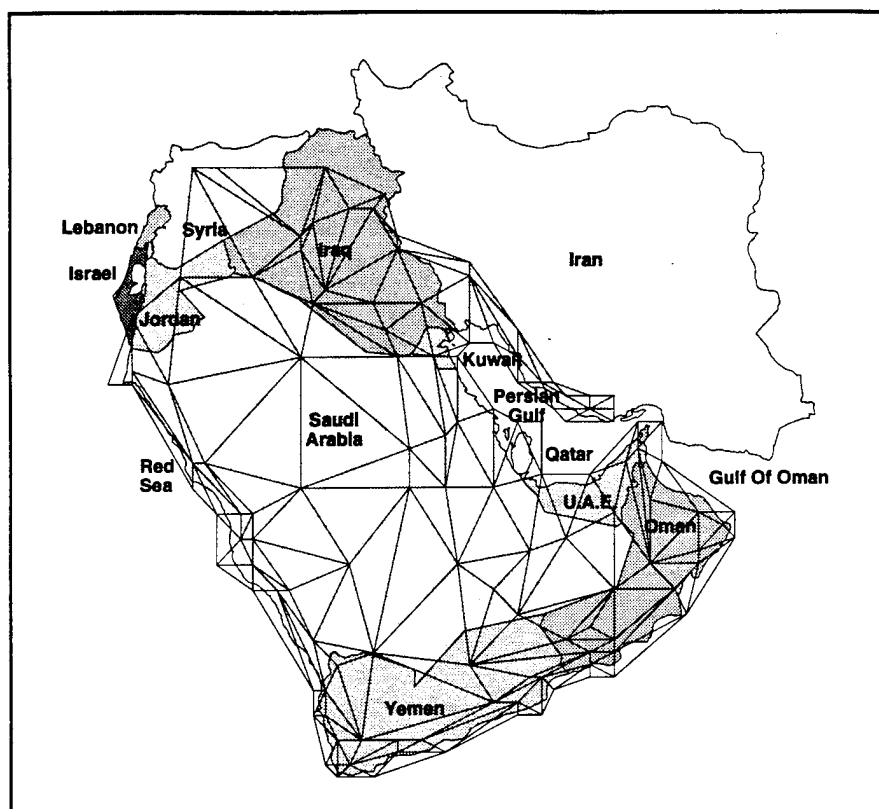 Lebanon
Syria
Iraq
Iran
Israel
Jordan
Kuwait
Persian
Gulf
Saudi
Arabia
Qatar
Red
Sea
Gulf Of Oman
U.A.E.
Oman
Yemen